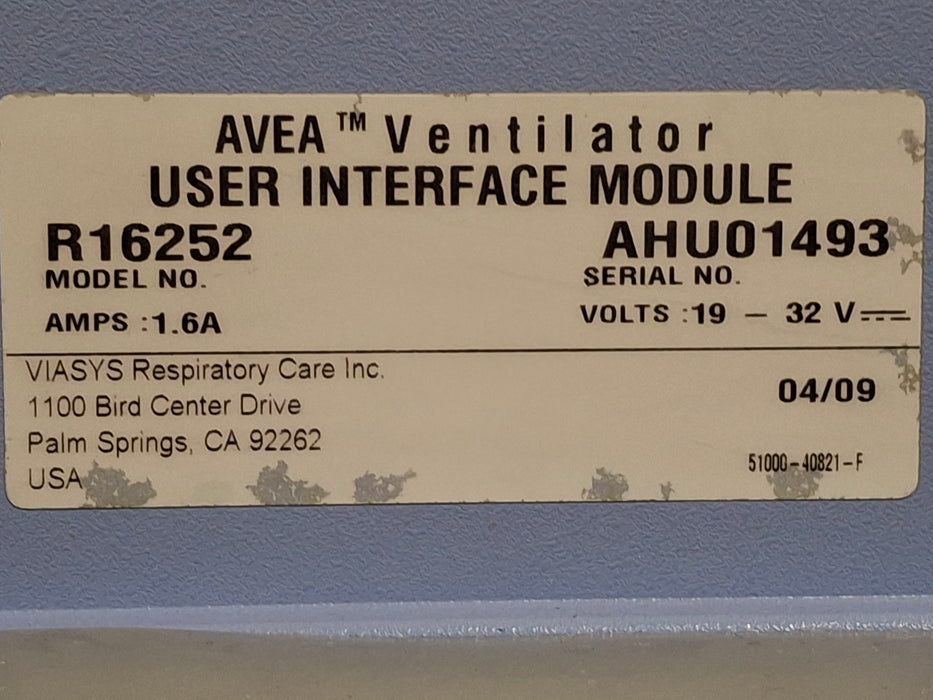 AVEA™ Ventilator
USER INTERFACE MODULE
R16252 AHU01493
MODEL NO. SERIAL NO.
AMPS :1.6A VOLTS :19 – 32 V⎓
VIASYS Respiratory Care Inc.
1100 Bird Center Drive
04/09
Palm Springs, CA 92262
51000-40821-F
USA